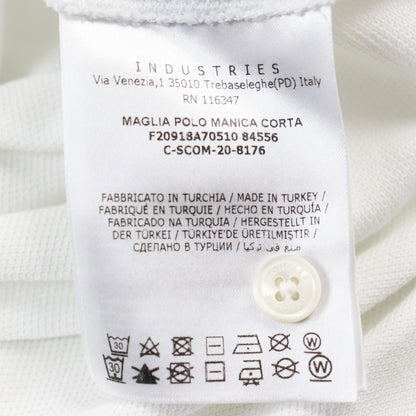 INDUSTRIES
Via Venezia,1 35010 Trebaseleghe(PD) Italy
RN 116347
MAGLIA POLO MANICA CORTA
F20918A70510 84556
C-SCOM-20-8176
FABBRICATO IN TURCHIA / MADE IN TURKEY /
FABRIQUÉ EN TURQUIE / HECHO EN TURQUÍA /
FABRICADO NA TURQUIA / HERGESTELLT IN
DER TÜRKEI / TÜRKİYE'DE ÜRETİLMİŞTİR /
СДЕЛАНО В ТУРЦИИ / صنع في تركيا
30 W
30 W